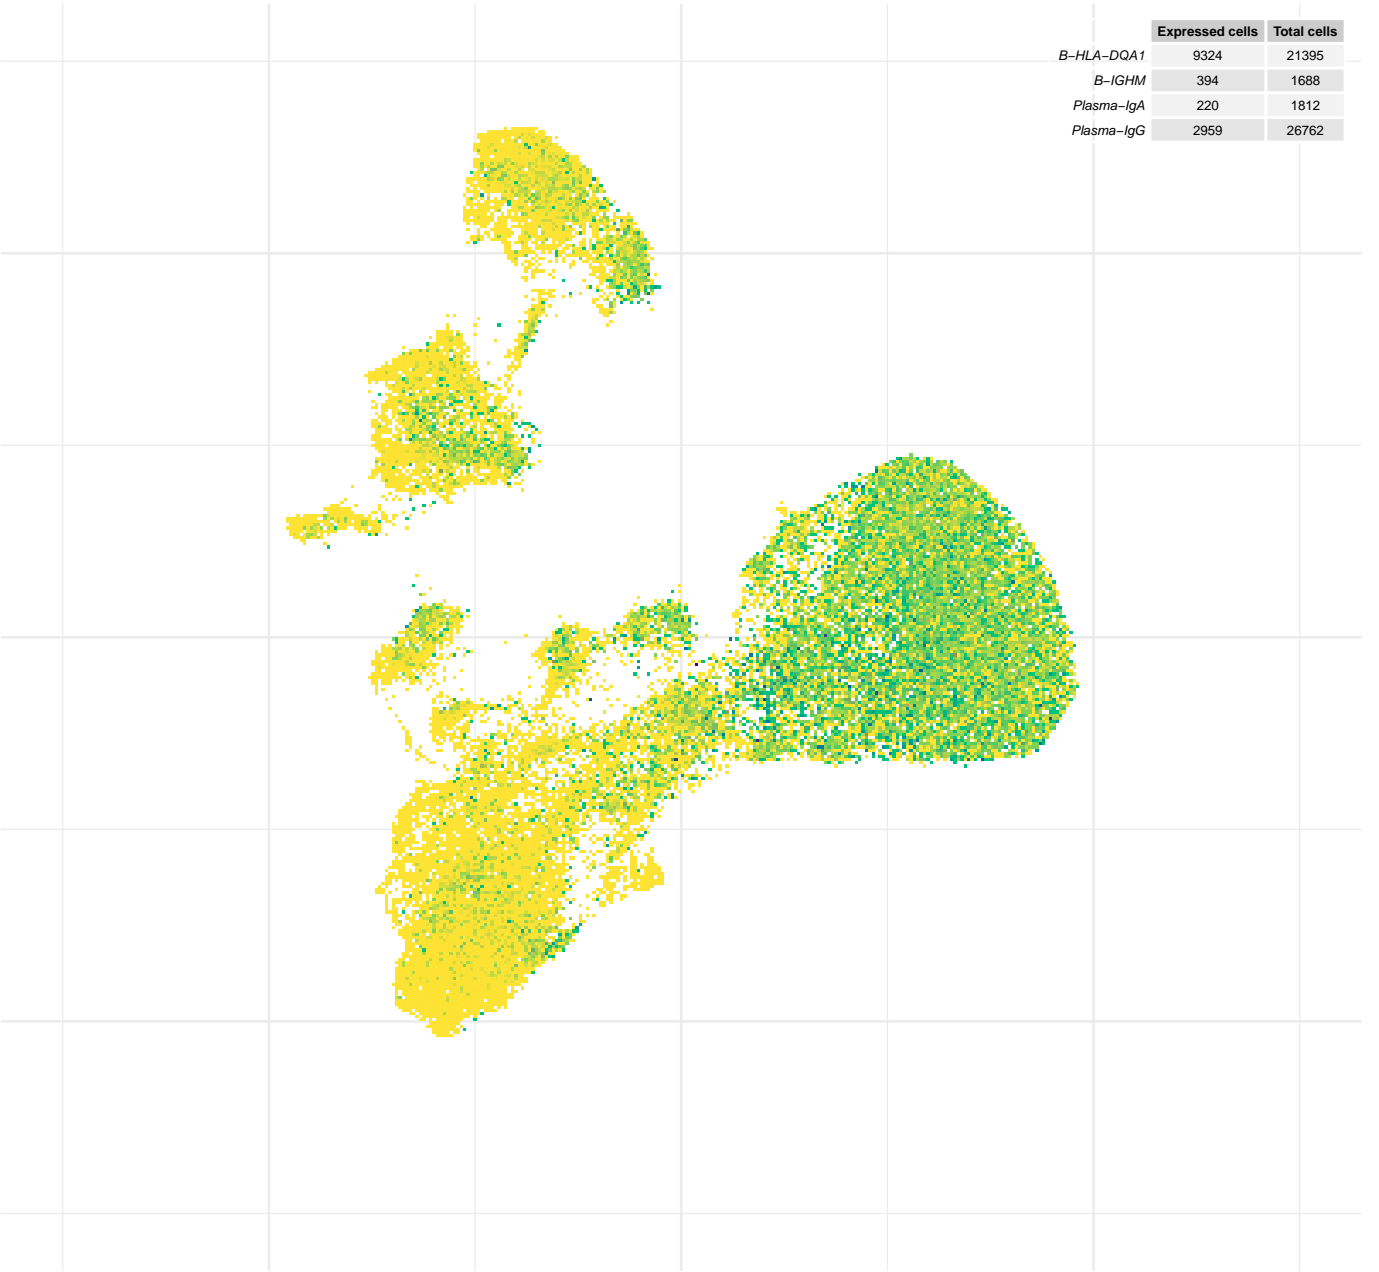 Expressed cells Total cells
B−HLA−DQA1 9324 21395
B−IGHM 394 1688
Plasma−IgA 220 1812
Plasma−IgG 2959 26762